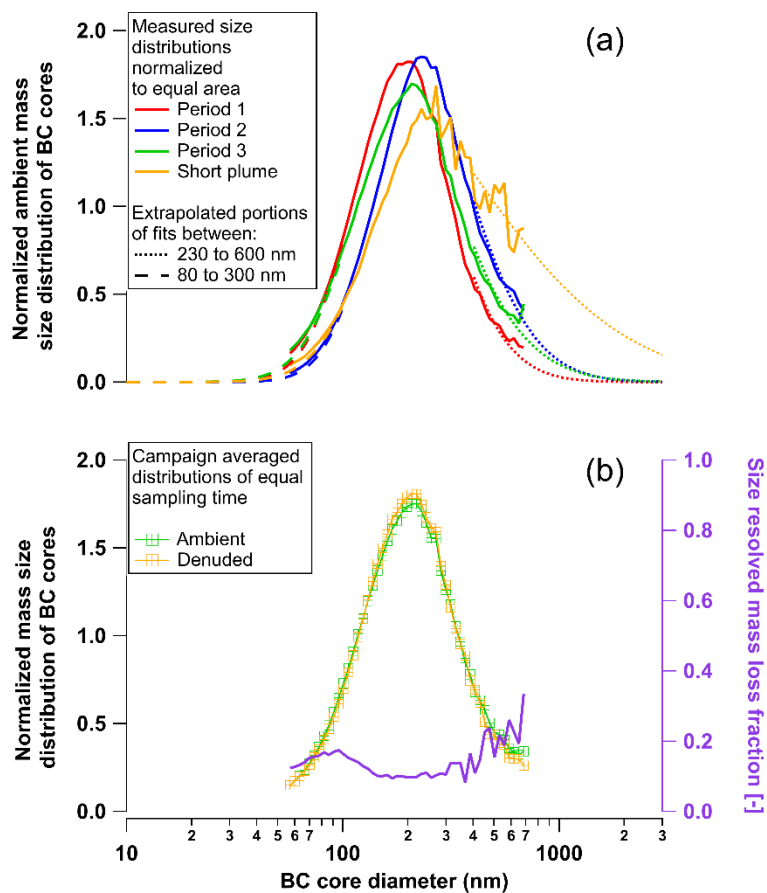 (a)
Normalized ambient mass
size distribution of BC cores
2.0
1.5
1.0
0.5
0.0
Measured size
distributions
normalized
to equal area
Period 1
Period 2
Period 3
Short plume
Extrapolated portions
of fits between:
230 to 600 nm
80 to 300 nm
(b)
Normalized mass size
distribution of BC cores
2.0
1.5
1.0
0.5
0.0
Campaign averaged
distributions of equal
sampling time
Ambient
Denuded
1.0
0.8
0.6
0.4
0.2
0.0
Size resolved mass loss fraction [-]
10 2 3 4 5 6 7 100 2 3 4 5 6 7 1000 2 3
BC core diameter (nm)